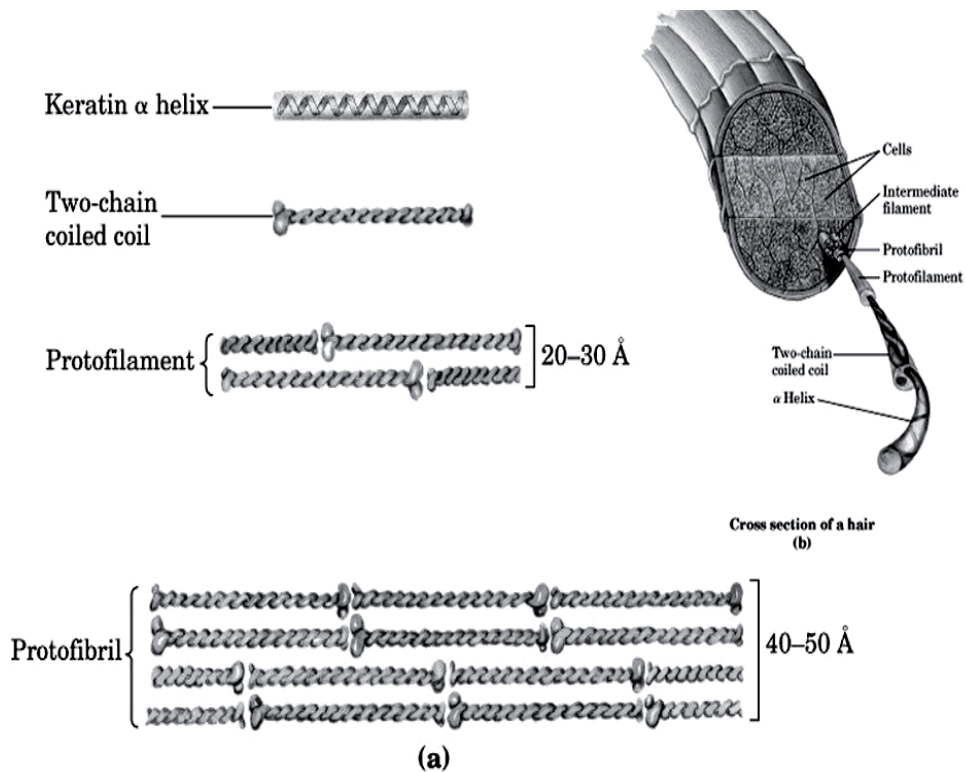 Keratin α helix
Two-chain
coiled coil
Protofilament
20–30 Å
Protofibril
40–50 Å
(a)
Cells
Intermediate
filament
Protofibril
Protofilament
Two-chain
coiled coil
α Helix
Cross section of a hair
(b)